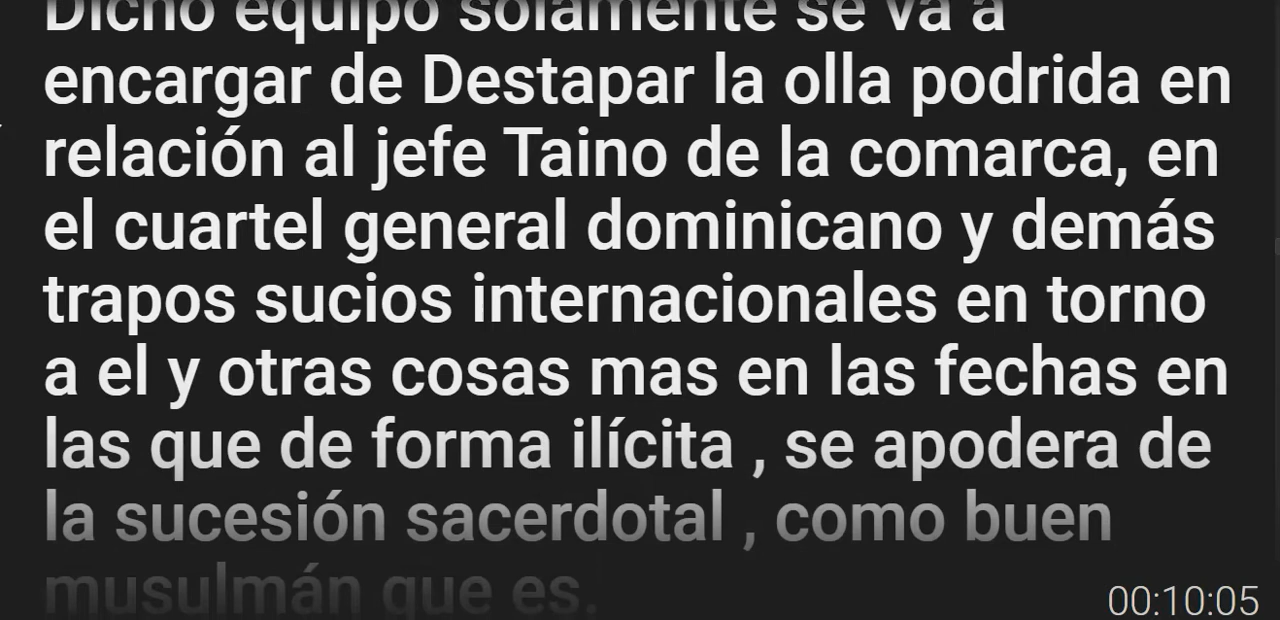 Dicho equipo solamente se va a
encargar de Destapar la olla podrida en
relación al jefe Taino de la comarca, en
el cuartel general dominicano y demás
trapos sucios internacionales en torno
a el y otras cosas mas en las fechas en
las que de forma ilícita , se apodera de
la sucesión sacerdotal , como buen
musulmán que es.
00:10:05